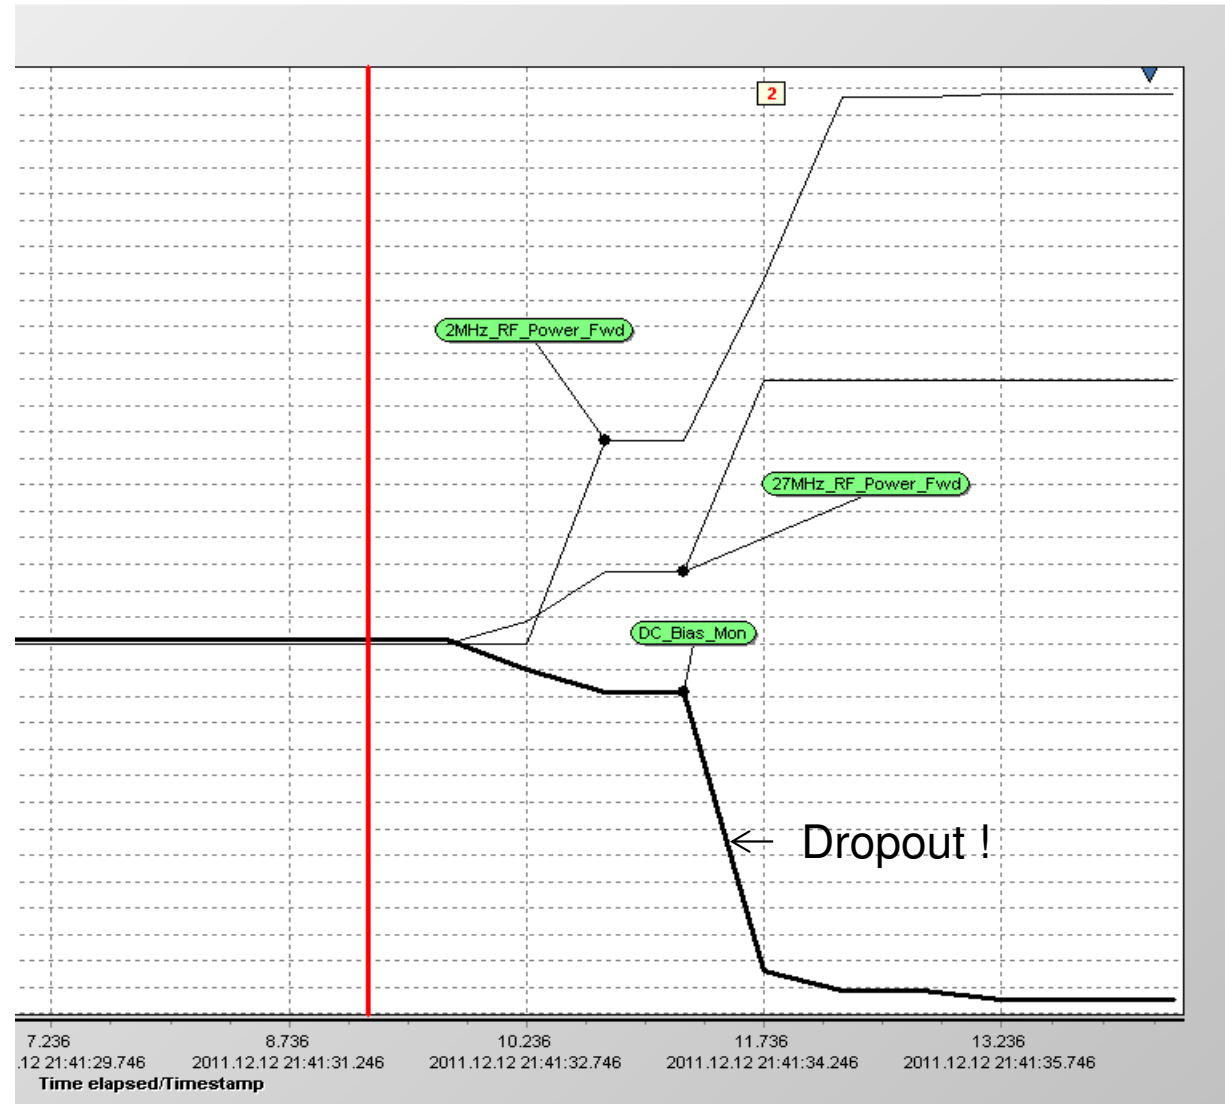 2
2MHz_RF_Power_Fwd
27MHz_RF_Power_Fwd
DC_Bias_Mon
Dropout !
7.236 8.736 10.236 11.736 13.236
.12 21:41:29.746 2011.12.12 21:41:31.246 2011.12.12 21:41:32.746 2011.12.12 21:41:34.246 2011.12.12 21:41:35.746
Time elapsed/Timestamp